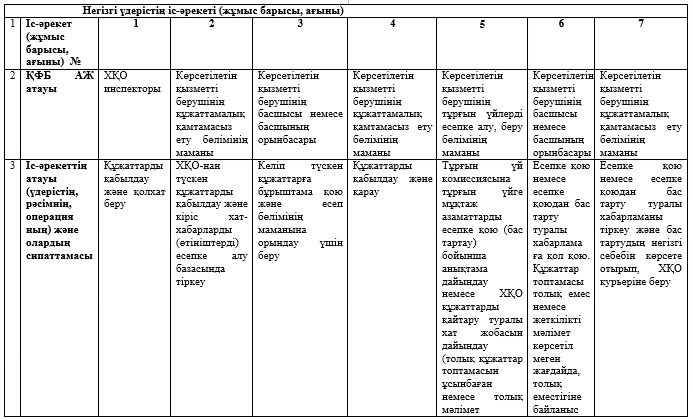 Негізгі үдерістің іс-әрекеті (жұмыс барысы, ағыны)
1 Іс-әрекет (жұмыс барысы, ағыны) № 1 2 3 4 5 6 7
2 ҚФБ АЖ атауы
ХҚО инспекторы
Көрсетілетін қызметті берушінің құжаттамалық қамтамасыз ету бөлімінің маманы
Көрсетілетін қызметті берушінің басшысы немесе басшының орынбасары
Көрсетілетін қызметті берушінің құжаттамалық қамтамасыз ету бөлімінің маманы
Көрсетілетін қызметті берушінің тұрғын үйлерді есепке алу, беру бөлімінің маманы
Көрсетілетін қызметті берушінің басшысы немесе басшының орынбасары
Көрсетілетін қызметті берушінің құжаттамалық қамтамасыз ету бөлімінің маманы
3 Іс-әрекеттің атауы (үдерістің, рәсімнің, операция ның) және олардың сипаттамасы
Құжаттарды қабылдау және қолхат беру
ХҚО-нан түскен құжаттарды қабылдау және кіріс хат-хабарларды (өтініштерді) есепке алу базасында тіркеу
Келіп түскен құжаттарға бұрыштама қою және есеп бөлімінің маманына орындау үшін беру
Құжаттарды қабылдау және қарау
Тұрғын үй комиссиясына тұрғын үйге мұқтаж азаматтарды есепке қою (бас тарту) бойынша анықтама дайындау немесе ХҚО құжаттарды қайтару туралы хат жобасын дайындау (толық құжаттар топтамасын ұсынбаған немесе толық мәлімет
Есепке қою немесе есепке қоюдан бас тарту туралы хабарлама ға қол қою. Құжаттар топтамасы толық емес немесе жеткілікті мәлімет көрсетіл меген жағдайда, толық еместігіне байланыс
Есепке қою немесе есепке қоюдан бас тарту туралы хабарламаны тіркеу және бас тартудың негізгі себебін көрсете отырып, ХҚО курьеріне беру